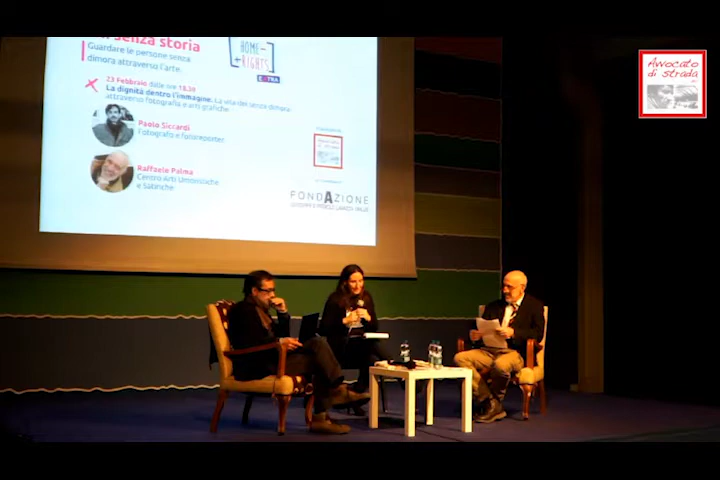 senza storia
Guardare le persone senza
dimora attraverso l'arte.
HOME
RIGHTS
EXTRA
23 Febbraio dalle ore 18.30
La dignità dentro l'immagine. La vita dei senza dimora
attraverso fotografia e arti grafiche
Paolo Siccardi
Fotografo e fotoreporter
Raffaele Palma
Centro Arti Umoristiche
e Satiriche
FONDAZIONE
Avvocato
di strada